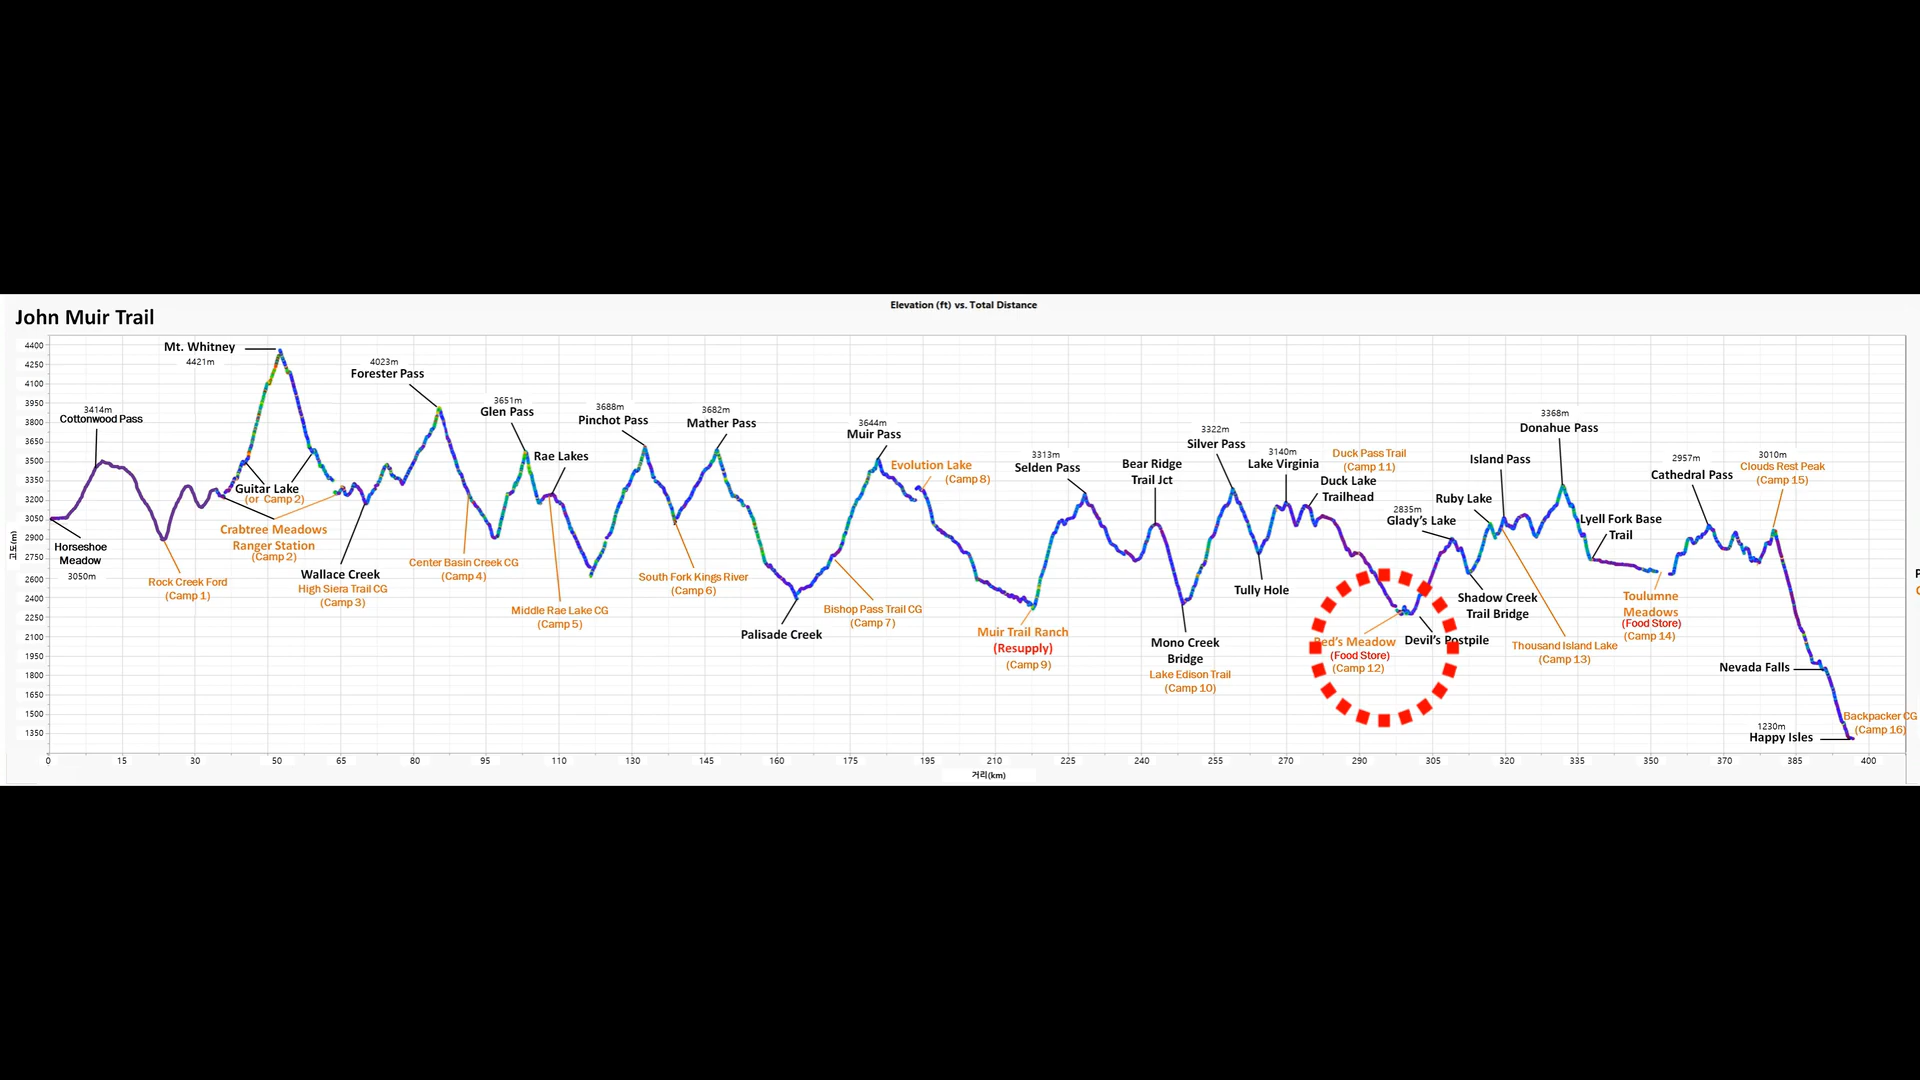 John Muir Trail
Elevation (ft) vs. Total Distance
4400
4250
4100
3950
3800
3650
3500
3350
3200
3050
2900
2750
2600
2400
2250
2100
1950
1800
1650
1500
1350
고도(m)
0 15 30 50 65 80 95 110 130 145 160 175 195 210 225 240 255 270 290 305 320 335 350 370 385 400
거리(km)
3414m
Cottonwood Pass
Horseshoe
Meadow
3050m
Rock Creek Ford
(Camp 1)
Mt. Whitney
4421m
Guitar Lake
(or Camp 2)
Crabtree Meadows
Ranger Station
(Camp 2)
Wallace Creek
High Siera Trail CG
(Camp 3)
4023m
Forester Pass
Center Basin Creek CG
(Camp 4)
3651m
Glen Pass
Rae Lakes
Middle Rae Lake CG
(Camp 5)
3688m
Pinchot Pass
South Fork Kings River
(Camp 6)
3682m
Mather Pass
Palisade Creek
Bishop Pass Trail CG
(Camp 7)
3644m
Muir Pass
Evolution Lake
(Camp 8)
Muir Trail Ranch
(Resupply)
(Camp 9)
3313m
Selden Pass
Bear Ridge
Trail Jct
Mono Creek
Bridge
Lake Edison Trail
(Camp 10)
3322m
Silver Pass
Tully Hole
3140m
Lake Virginia
Duck Pass Trail
(Camp 11)
Duck Lake
Trailhead
Red's Meadow
(Food Store)
(Camp 12)
Devil's Postpile
2835m
Glady's Lake
Ruby Lake
Shadow Creek
Trail Bridge
Island Pass
Thousand Island Lake
(Camp 13)
3368m
Donahue Pass
Lyell Fork Base
Trail
Toulumne
Meadows
(Food Store)
(Camp 14)
2957m
Cathedral Pass
3010m
Clouds Rest Peak
(Camp 15)
Nevada Falls
1230m
Happy Isles
Backpacker CG
(Camp 16)